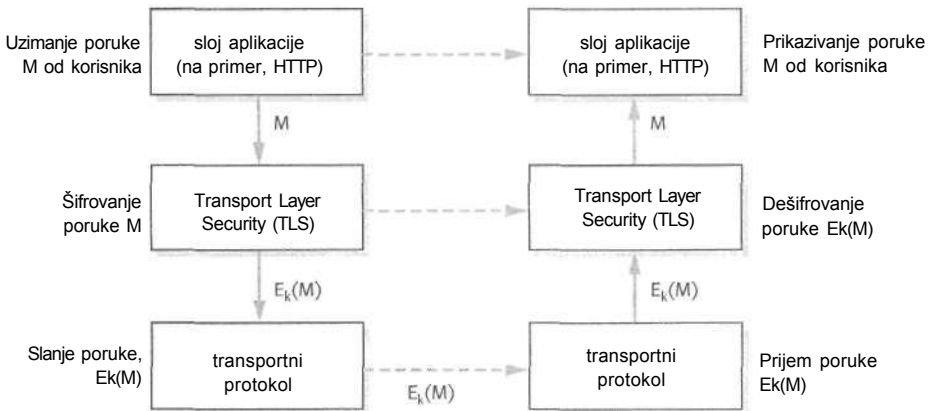 Uzimanje poruke
M od korisnika
sloj aplikacije
(na primer, HTTP)
sloj aplikacije
(na primer, HTTP)
Prikazivanje poruke
M od korisnika
M
M
Šifrovanje
poruke M
Transport Layer
Security (TLS)
Transport Layer
Security (TLS)
Dešifrovanje
poruke Ek(M)
Ek(M)
Ek(M)
Slanje poruke,
Ek(M)
transportni
protokol
Ek(M)
transportni
protokol
Prijem poruke
Ek(M)